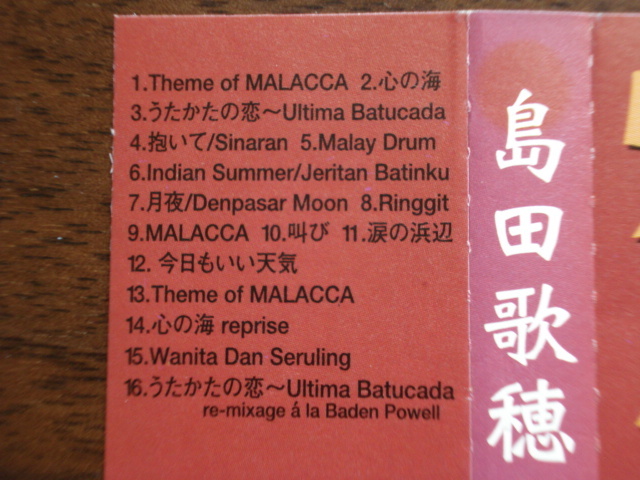 1.Theme of MALACCA 2.心の海
3.うたかたの恋～Ultima Batucada
4.抱いて/Sinaran 5.Malay Drum
6.Indian Summer/Jeritan Batinku
7.月夜/Denpasar Moon 8.Ringgit
9.MALACCA 10.叫び 11.涙の浜辺
12. 今日もいい天気
13.Theme of MALACCA
14.心の海 reprise
15.Wanita Dan Seruling
16.うたかたの恋～Ultima Batucada
re-mixage á la Baden Powell
島田歌穂